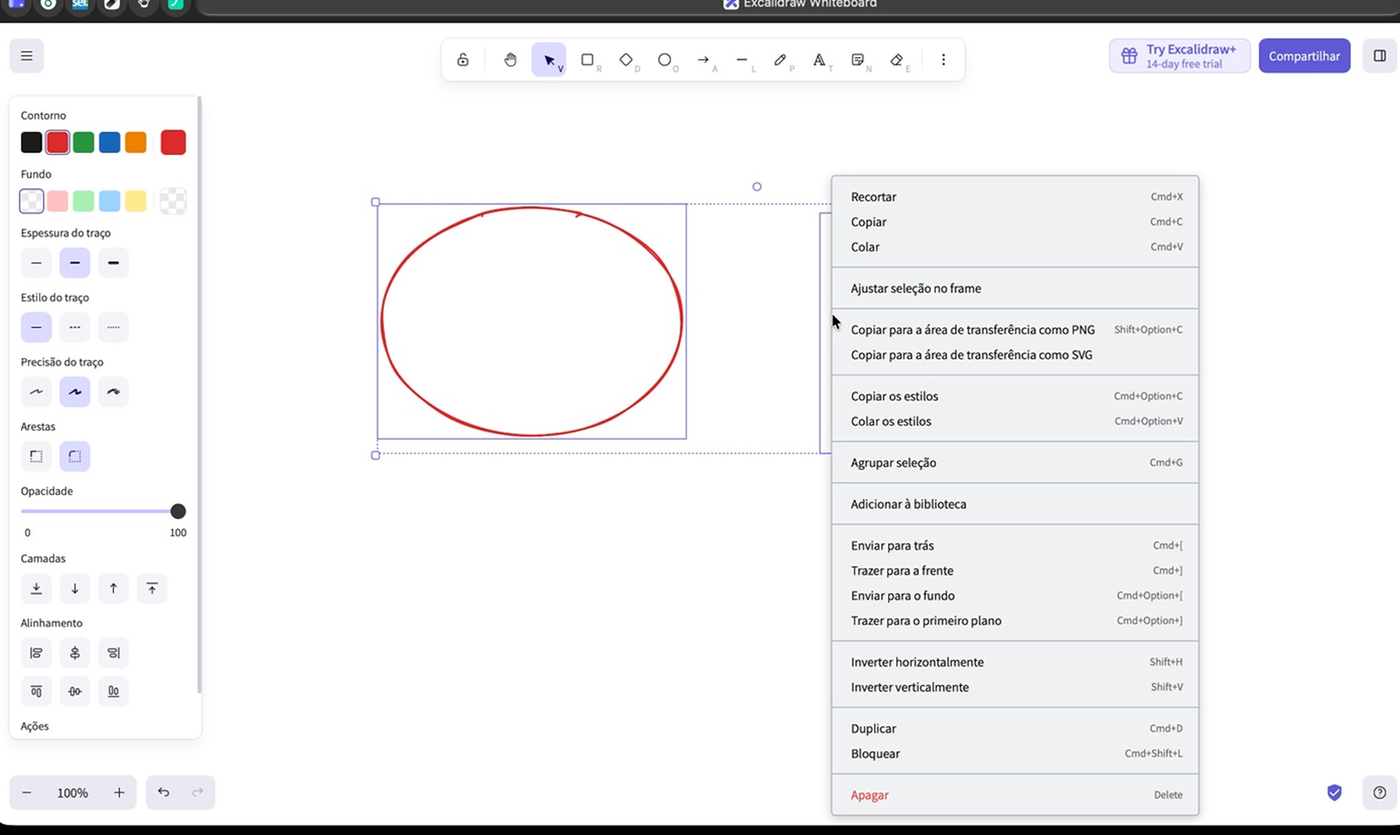 Excalidraw Whiteboard
V
R
D
O
A
L
P
T
N
E
Try Excalidraw+
14-day free trial
Compartilhar
Contorno
Fundo
Espessura do traço
Estilo do traço
Precisão do traço
Arestas
Opacidade
0 100
Camadas
Alinhamento
Ações
100%
Recortar Cmd+X
Copiar Cmd+C
Colar Cmd+V
Ajustar seleção no frame
Copiar para a área de transferência como PNG Shift+Option+C
Copiar para a área de transferência como SVG
Copiar os estilos Cmd+Option+C
Colar os estilos Cmd+Option+V
Agrupar seleção Cmd+G
Adicionar à biblioteca
Enviar para trás Cmd+[
Trazer para a frente Cmd+]
Enviar para o fundo Cmd+Option+[
Trazer para o primeiro plano Cmd+Option+]
Inverter horizontalmente Shift+H
Inverter verticalmente Shift+V
Duplicar Cmd+D
Bloquear Cmd+Shift+L
Apagar Delete